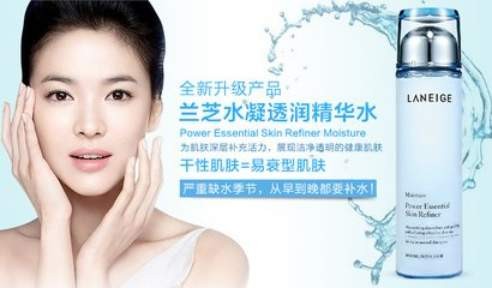 全新升级产品
兰芝水凝透润精华水
Power Essential Skin Refiner Moisture
为肌肤深层补充活力，展现洁净透明的健康肌肤
干性肌肤=易衰型肌肤
严重缺水季节，从早到晚都要补水！
LANEIGE
Moisture
Power Essential
Skin Refiner